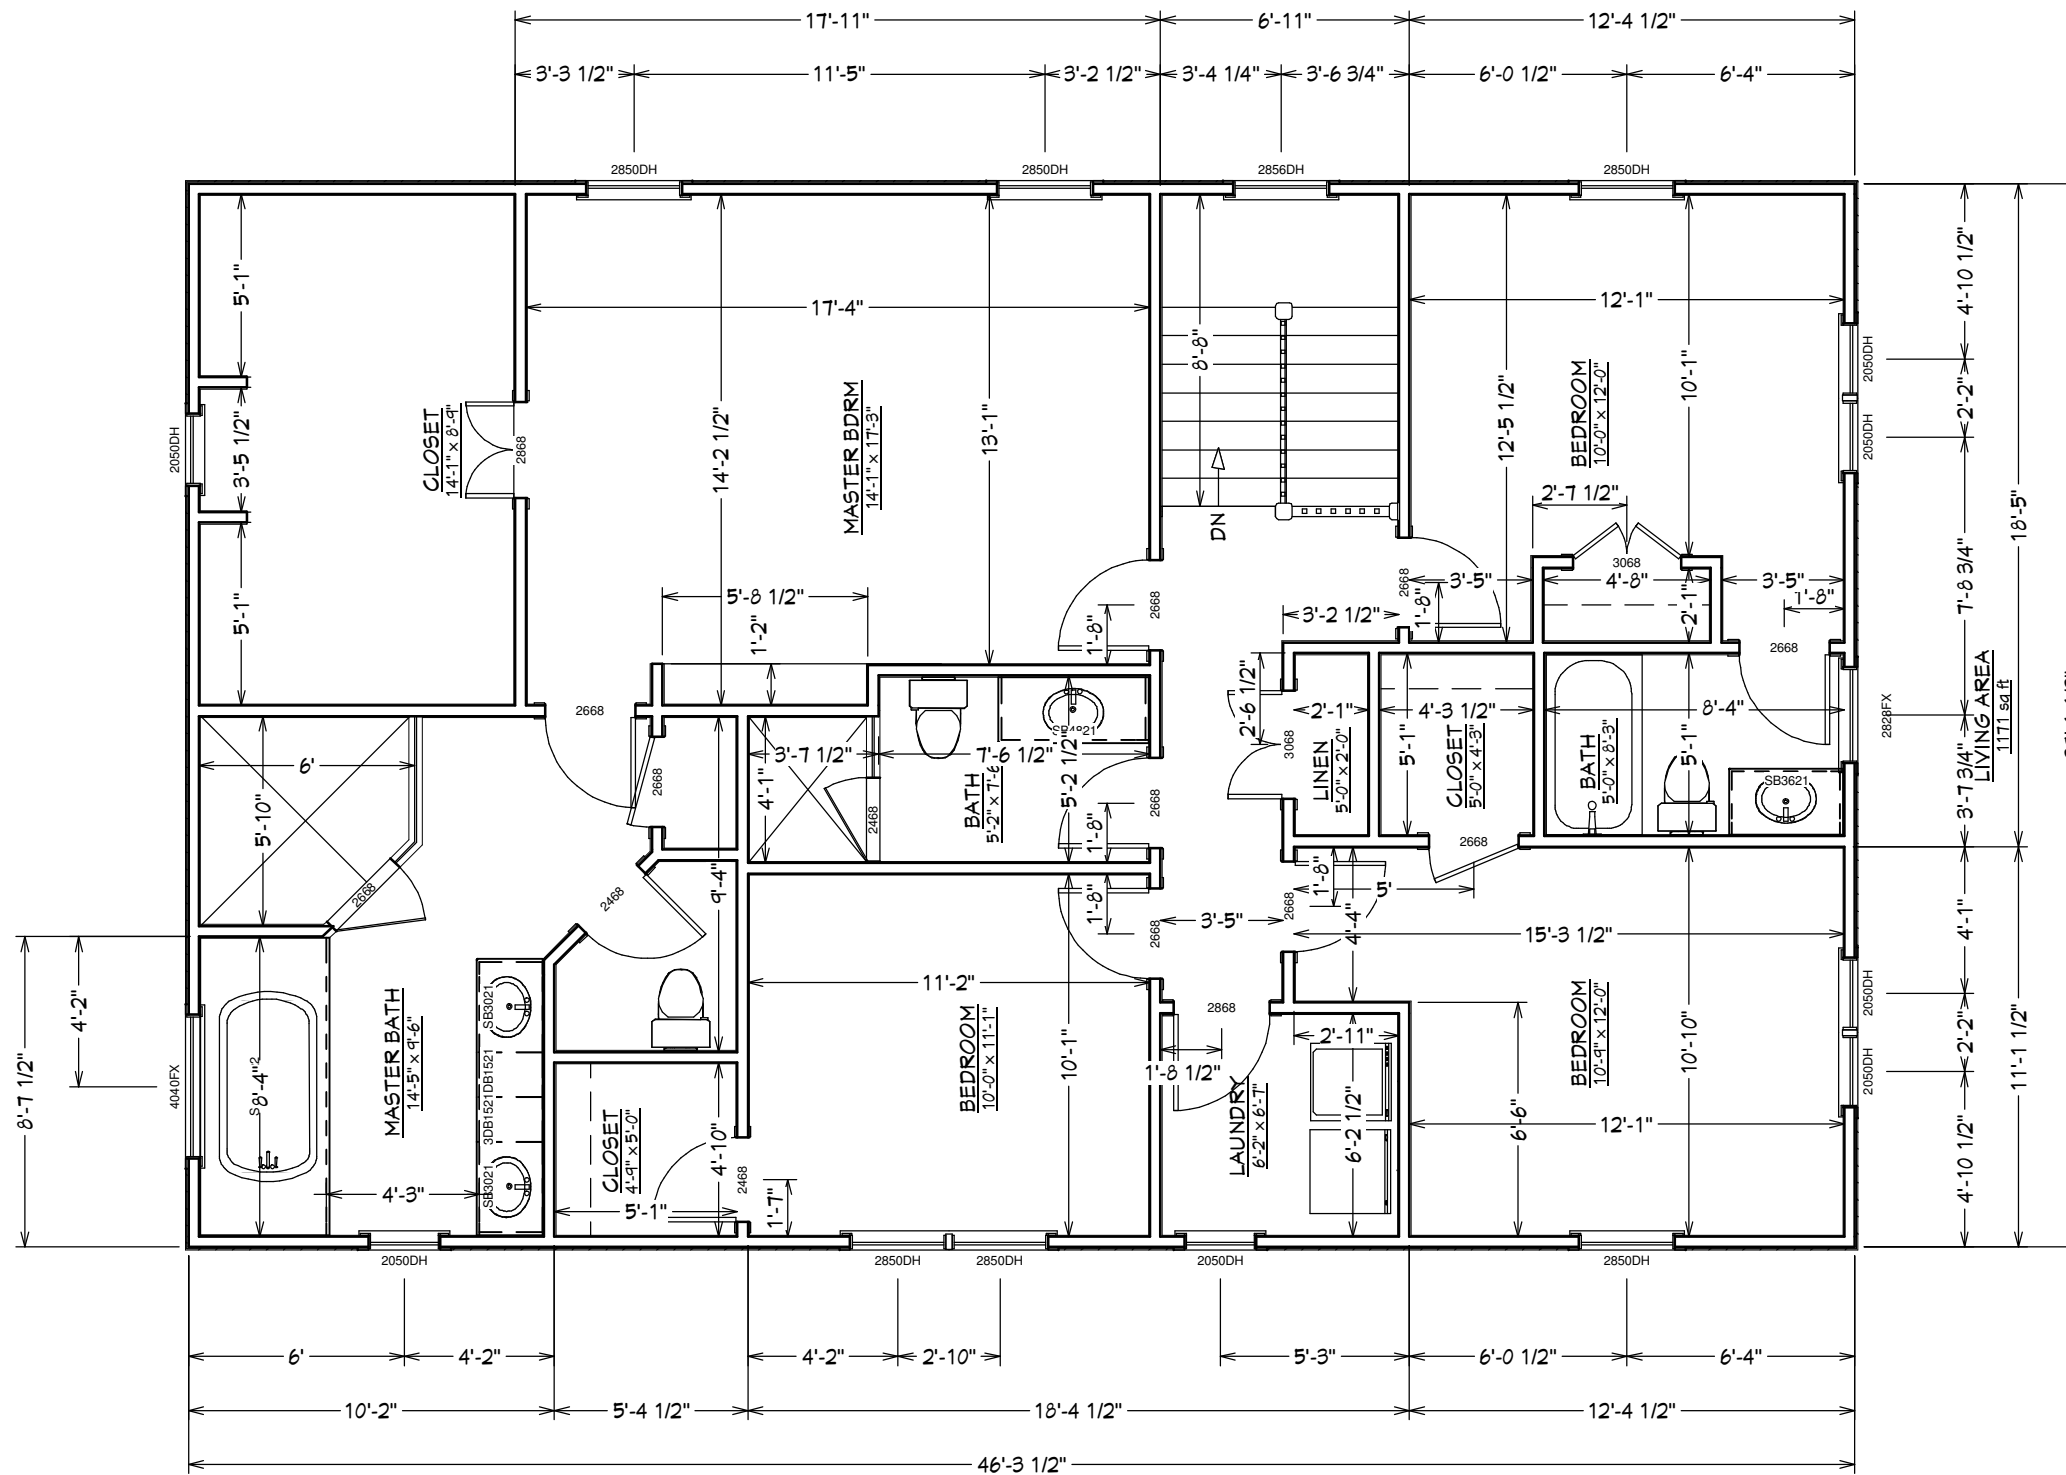 17'-11" 6'-11" 12'-4 1/2"
3'-3 1/2" 11'-5" 3'-2 1/2" 3'-4 1/4" 3'-6 3/4" 6'-0 1/2" 6'-4"
2850DH 2850DH 2856DH 2850DH
5'-1"
3'-5 1/2"
5'-1"
2050DH
CLOSET
14'-1" x 8'-9"
2868
17'-4"
14'-2 1/2"
13'-1"
MASTER BDRM
14'-1" x 17'-3"
5'-8 1/2"
1'-2"
8'-8"
DN
2668
1'-8"
3'-2 1/2"
12'-1"
12'-5 1/2"
10'-1"
BEDROOM
10'-0" x 12'-0"
2'-7 1/2"
3068
2668
1'-8"
3'-5"
4'-8"
2'-1"
3'-5"
1'-8"
2668
2050DH
2050DH
2828FX
4'-10 1/2"
2'-2"
7'-8 3/4"
3'-7 3/4"
18'-5"
LIVING AREA
1171 sq ft
2668
2668
6'
5'-10"
2668
2468
9'-4"
3'-7 1/2"
4'-1"
2468
7'-6 1/2"
5'-2 1/2"
BATH
5'-2" x 7'-6
2668
1'-8"
2'-6 1/2"
3068
2'-1"
LINEN
5'-0" x 2'-0"
4'-3 1/2"
5'-1"
CLOSET
5'-0" x 4'-3"
2668
8'-4"
BATH
5'-0" x 8'-3"
5'-1"
SB3621
8'-7 1/2"
4'-2"
4040FX
8'-4"
MASTER BATH
14'-5" x 9'-6"
4'-3"
SB3021
3DB1521DB1521
SB3021
CLOSET
4'-9" x 5'-0"
5'-1"
4'-10"
2468
1'-7"
11'-2"
BEDROOM
10'-0" x 11'-1"
10'-1"
1'-8"
2668
3'-5"
2668
1'-8"
5'
4'-4"
2868
1'-8 1/2"
LAUNDRY
6'-2" x 6'-7"
2'-11"
6'-2 1/2"
15'-3 1/2"
BEDROOM
10'-9" x 12'-0"
10'-10"
6'-6"
12'-1"
2050DH
2050DH
4'-1"
2'-2"
4'-10 1/2"
11'-1 1/2"
2050DH 2850DH 2850DH 2050DH 2850DH
6' 4'-2" 4'-2" 2'-10" 5'-3" 6'-0 1/2" 6'-4"
10'-2" 5'-4 1/2" 18'-4 1/2" 12'-4 1/2"
46'-3 1/2"